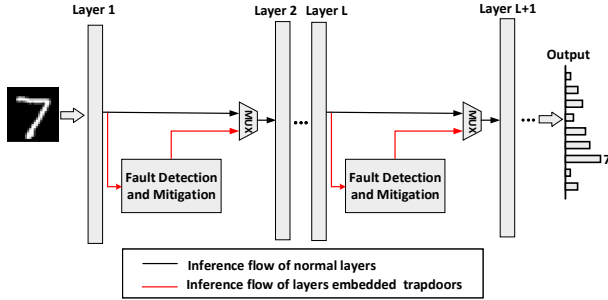 Layer 1
Layer 2
Layer L
Layer L+1
Output
7
MUX
...
MUX
...
7
Fault Detection
and Mitigation
Fault Detection
and Mitigation
Inference flow of normal layers
Inference flow of layers embedded trapdoors